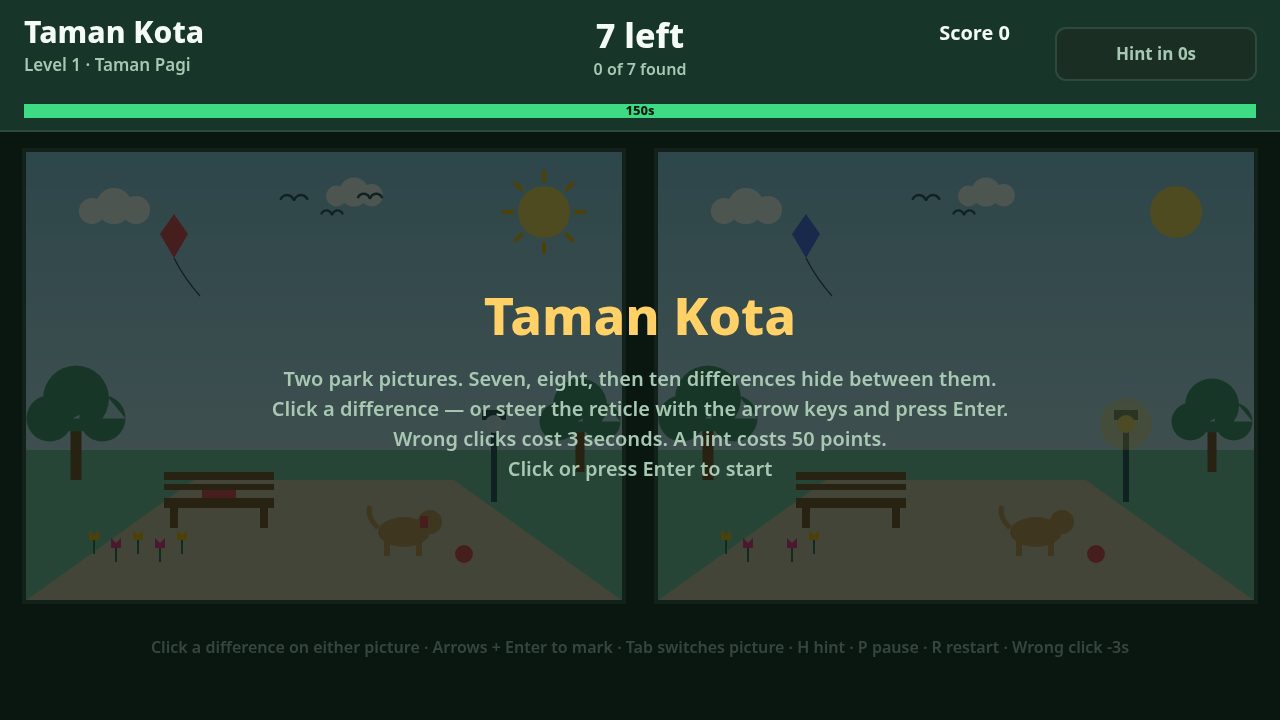 Taman Kota
Level 1 · Taman Pagi
7 left
0 of 7 found
Score 0
Hint in 0s
150s
Taman Kota
Two park pictures. Seven, eight, then ten differences hide between them.
Click a difference — or steer the reticle with the arrow keys and press Enter.
Wrong clicks cost 3 seconds. A hint costs 50 points.
Click or press Enter to start
Click a difference on either picture · Arrows + Enter to mark · Tab switches picture · H hint · P pause · R restart · Wrong click -3s